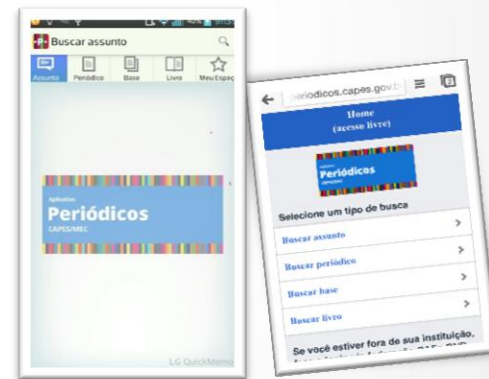 Buscar assunto
Assunto Periódico Base Livro Meu Espaç
Aplicativo
Periódicos
CAPES/MEC
LG QuickMemo
periodicos.capes.gov.b
Home
(acesso livre)
Periódicos
Selecione um tipo de busca
Buscar assunto
Buscar periódico
Buscar base
Buscar livro
Se você estiver fora de sua instituição,